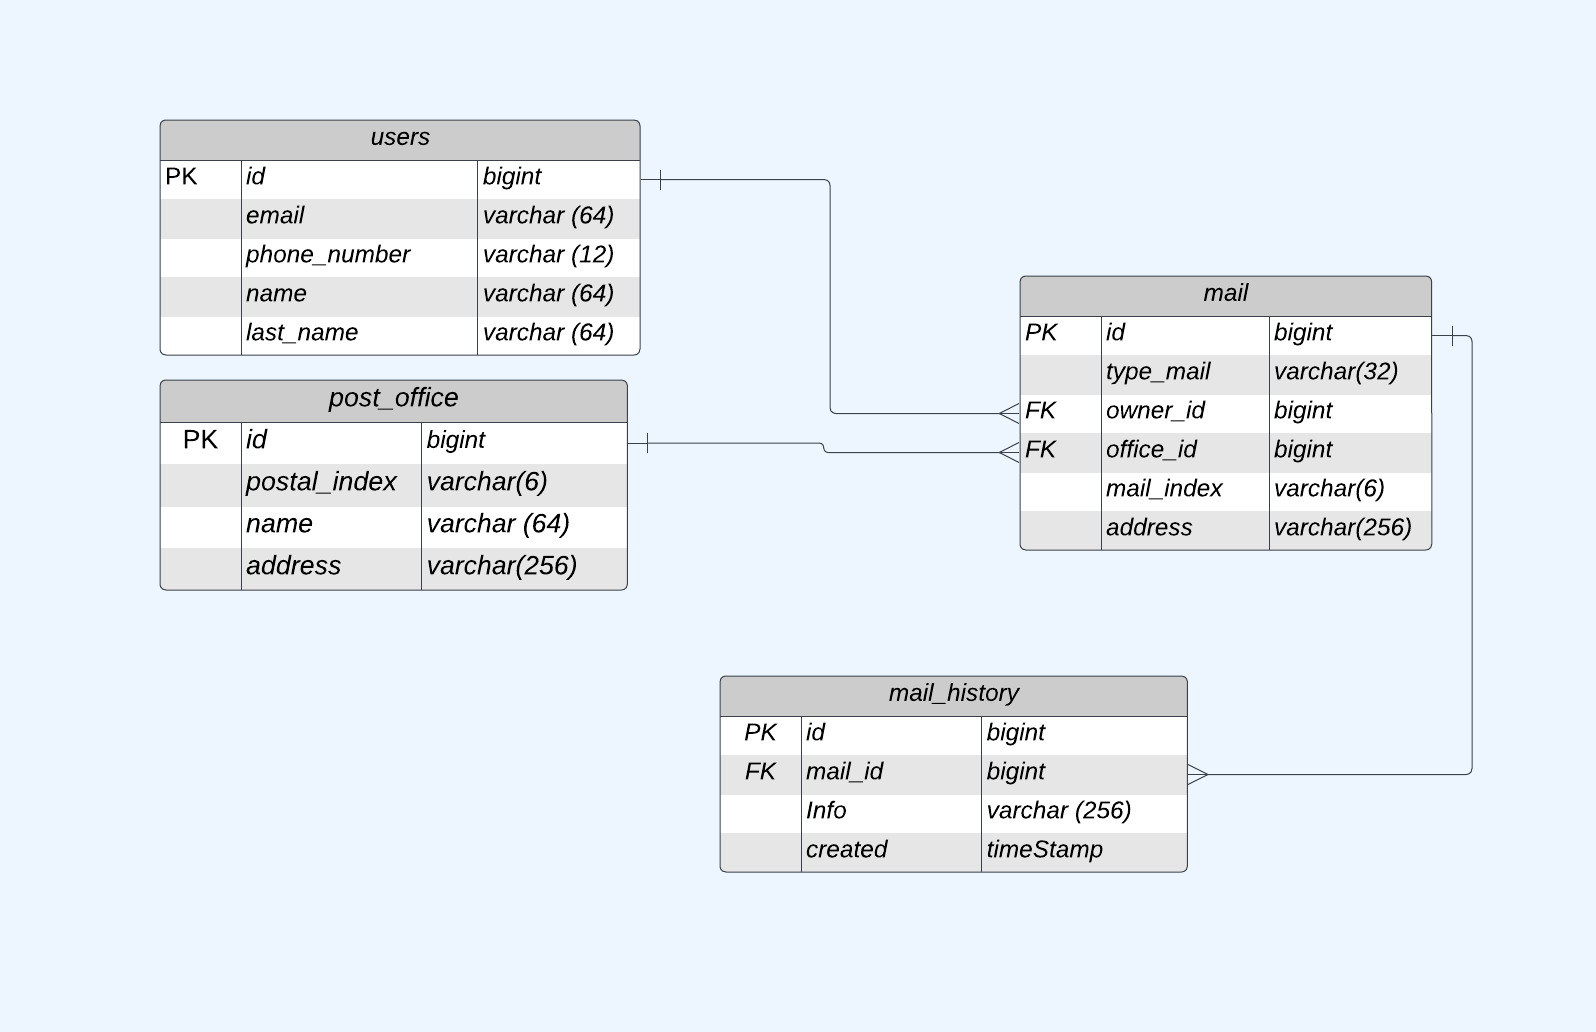 users
PK id bigint
email varchar (64)
phone_number varchar (12)
name varchar (64)
last_name varchar (64)
post_office
PK id bigint
postal_index varchar(6)
name varchar (64)
address varchar(256)
mail
PK id bigint
type_mail varchar(32)
FK owner_id bigint
FK office_id bigint
mail_index varchar(6)
address varchar(256)
mail_history
PK id bigint
FK mail_id bigint
Info varchar (256)
created timeStamp